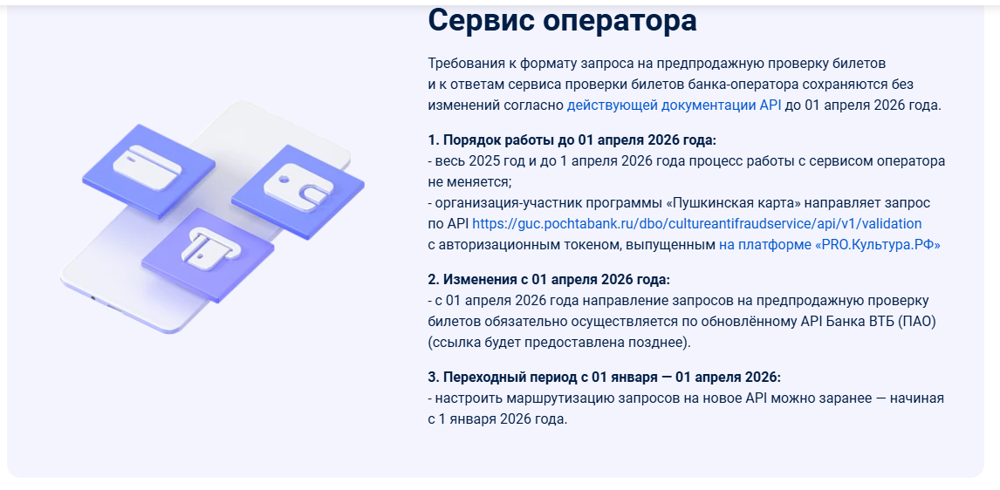 Сервис оператора
Требования к формату запроса на предпродажную проверку билетов
и к ответам сервиса проверки билетов банка-оператора сохраняются без
изменений согласно действующей документации API до 01 апреля 2026 года.
1. Порядок работы до 01 апреля 2026 года:
- весь 2025 год и до 1 апреля 2026 года процесс работы с сервисом оператора
не меняется;
- организация-участник программы «Пушкинская карта» направляет запрос
по API https://guc.pochtabank.ru/dbo/cultureantifraudservice/api/v1/validation
с авторизационным токеном, выпущенным на платформе «PRO.Культура.РФ»
2. Изменения с 01 апреля 2026 года:
- с 01 апреля 2026 года направление запросов на предпродажную проверку
билетов обязательно осуществляется по обновлённому API Банка ВТБ (ПАО)
(ссылка будет предоставлена позднее).
3. Переходный период с 01 января — 01 апреля 2026:
- настроить маршрутизацию запросов на новое API можно заранее — начиная
с 1 января 2026 года.